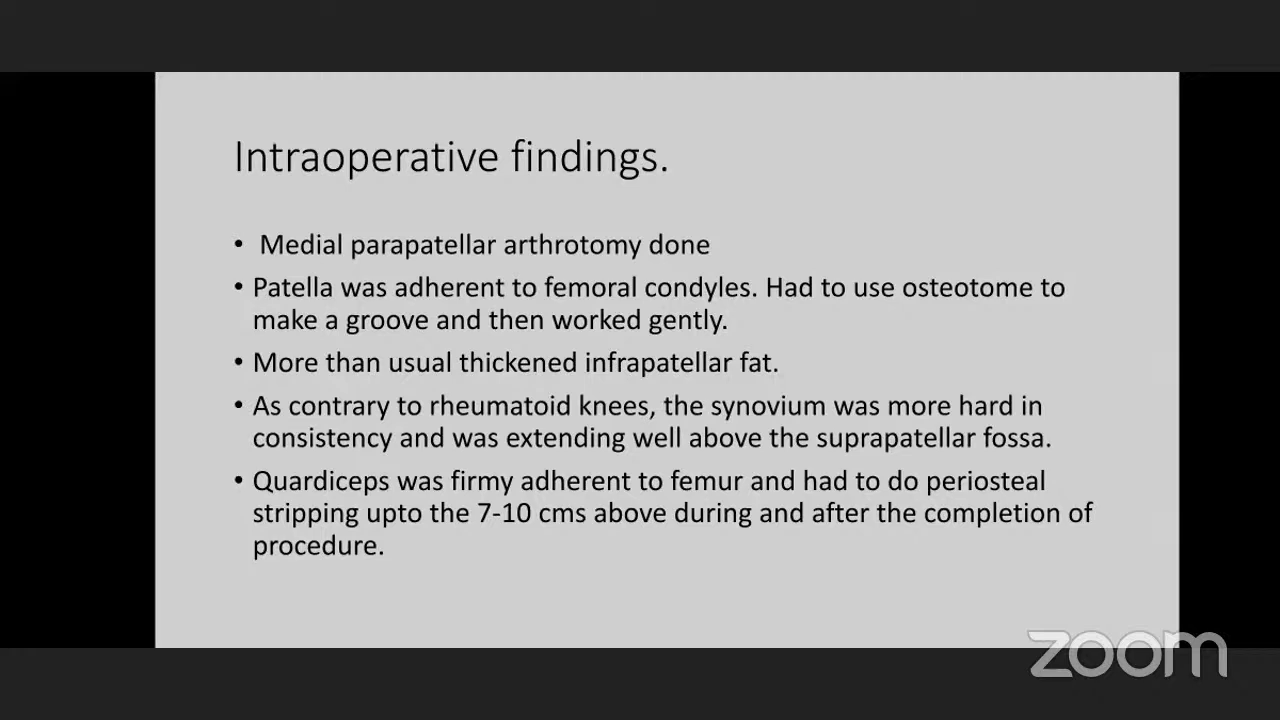 Intraoperative findings.
• Medial parapatellar arthrotomy done
• Patella was adherent to femoral condyles. Had to use osteotome to
make a groove and then worked gently.
• More than usual thickened infrapatellar fat.
• As contrary to rheumatoid knees, the synovium was more hard in
consistency and was extending well above the suprapatellar fossa.
• Quardiceps was firmy adherent to femur and had to do periosteal
stripping upto the 7-10 cms above during and after the completion of
procedure.
zoom